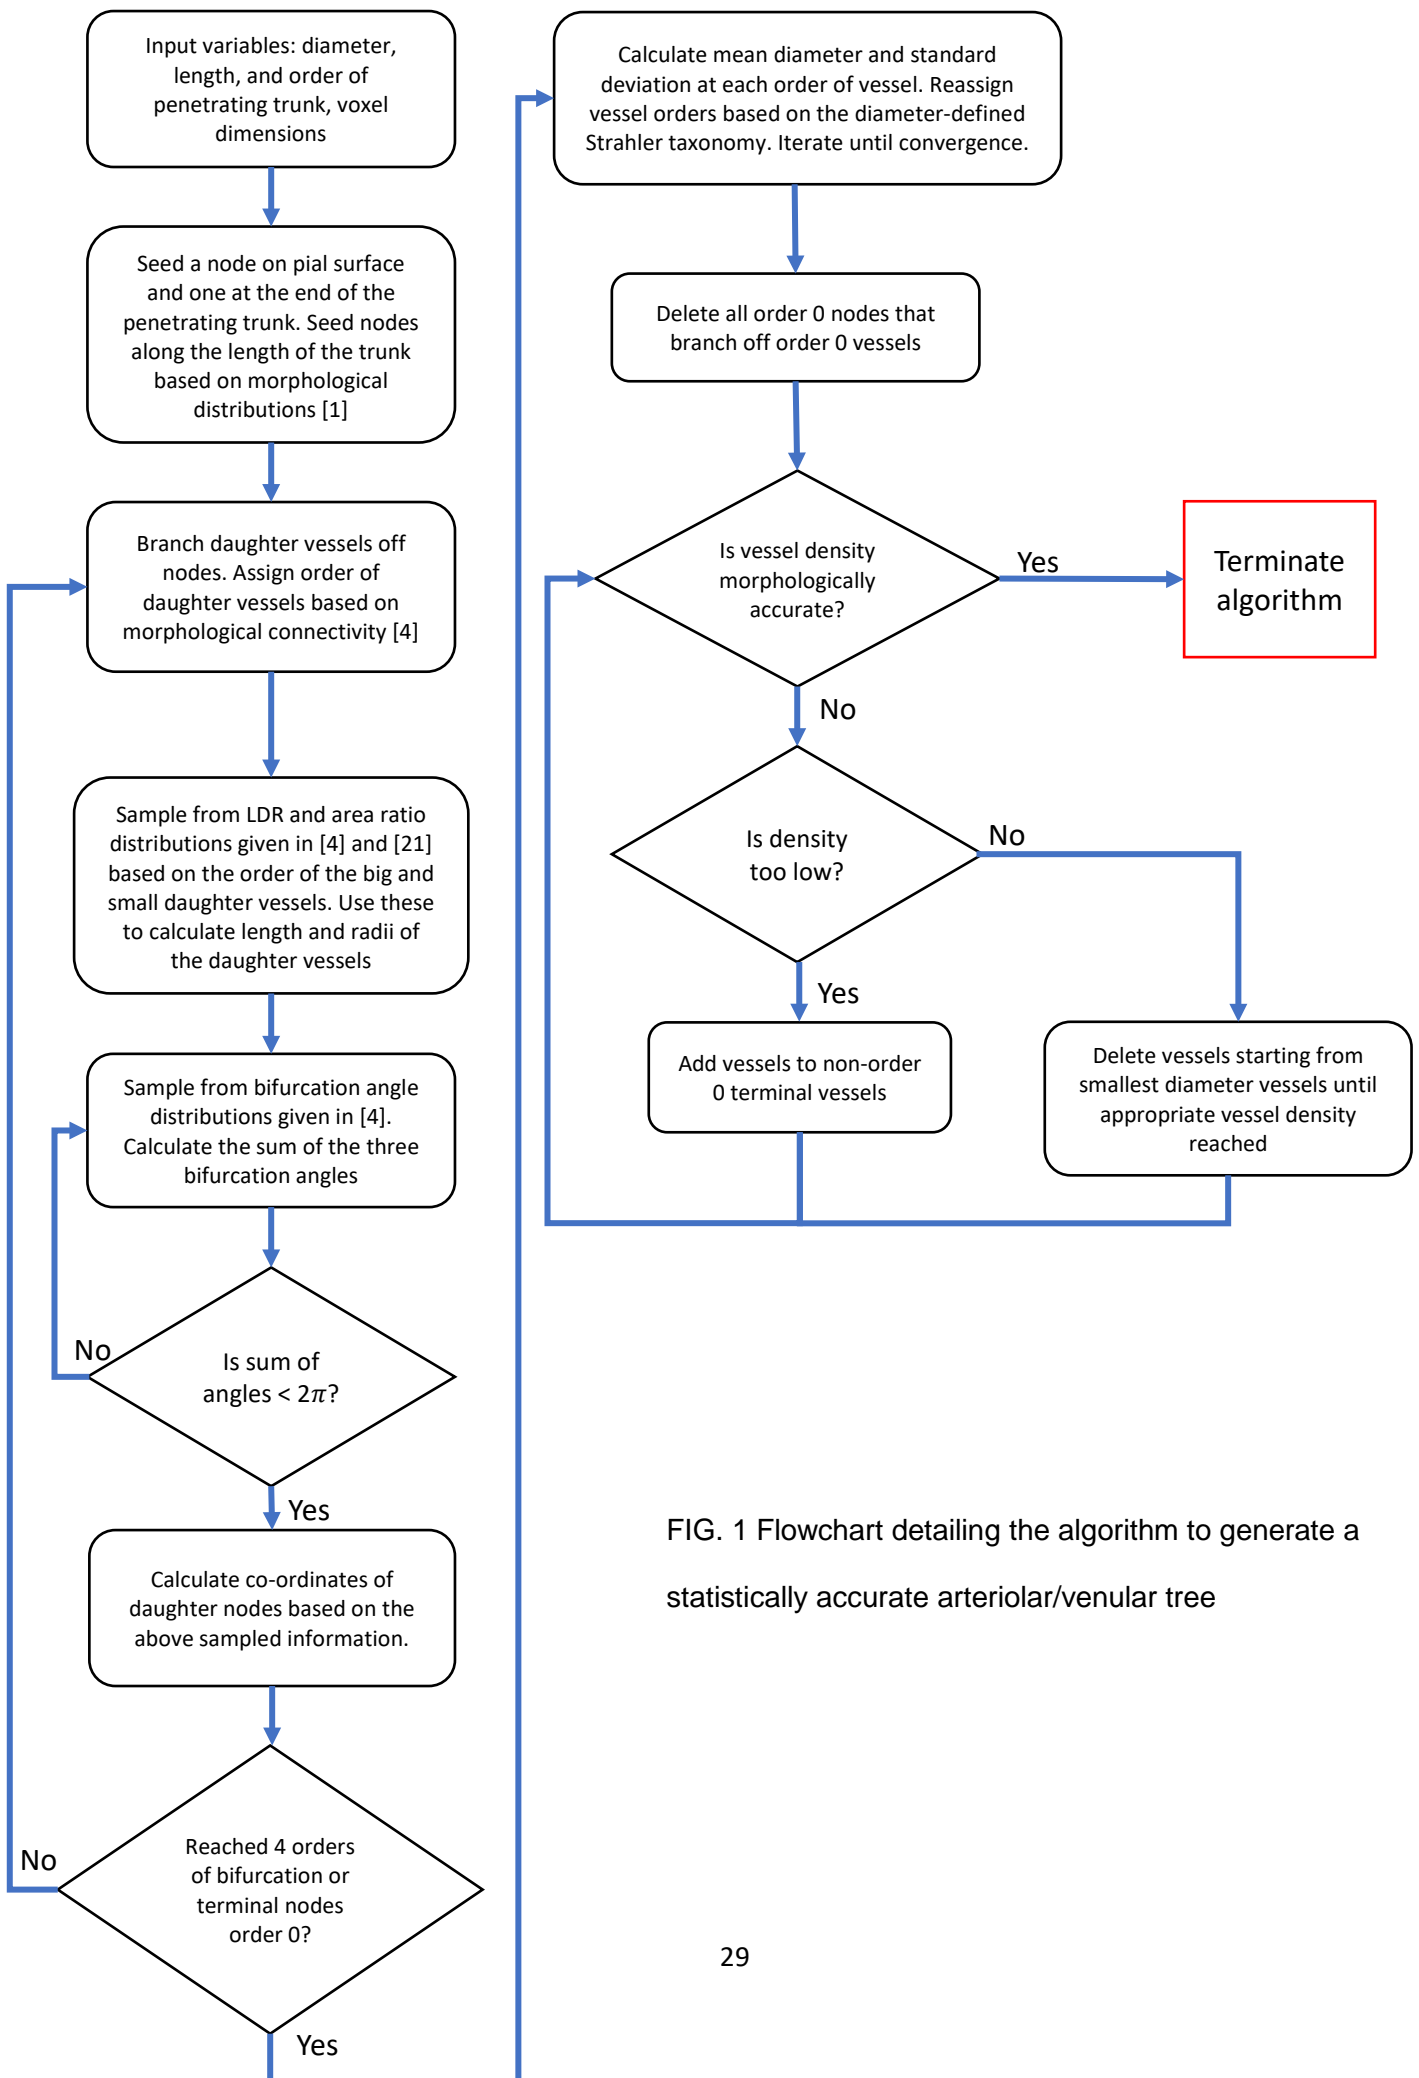 Input variables: diameter,
length, and order of
penetrating trunk, voxel
dimensions
Seed a node on pial surface
and one at the end of the
penetrating trunk. Seed nodes
along the length of the trunk
based on morphological
distributions [1]
Branch daughter vessels off
nodes. Assign order of
daughter vessels based on
morphological connectivity [4]
Sample from LDR and area ratio
distributions given in [4] and [21]
based on the order of the big and
small daughter vessels. Use these
to calculate length and radii of
the daughter vessels
Sample from bifurcation angle
distributions given in [4].
Calculate the sum of the three
bifurcation angles
No
Is sum of
angles < 2𝜋?
Yes
Calculate co-ordinates of
daughter nodes based on the
above sampled information.
No
Reached 4 orders
of bifurcation or
terminal nodes
order 0?
Yes
Calculate mean diameter and standard
deviation at each order of vessel. Reassign
vessel orders based on the diameter-defined
Strahler taxonomy. Iterate until convergence.
Delete all order 0 nodes that
branch off order 0 vessels
Is vessel density
morphologically
accurate?
Yes
Terminate
algorithm
No
Is density
too low?
No
Yes
Add vessels to non-order
0 terminal vessels
Delete vessels starting from
smallest diameter vessels until
appropriate vessel density
reached
FIG. 1 Flowchart detailing the algorithm to generate a
statistically accurate arteriolar/venular tree
29